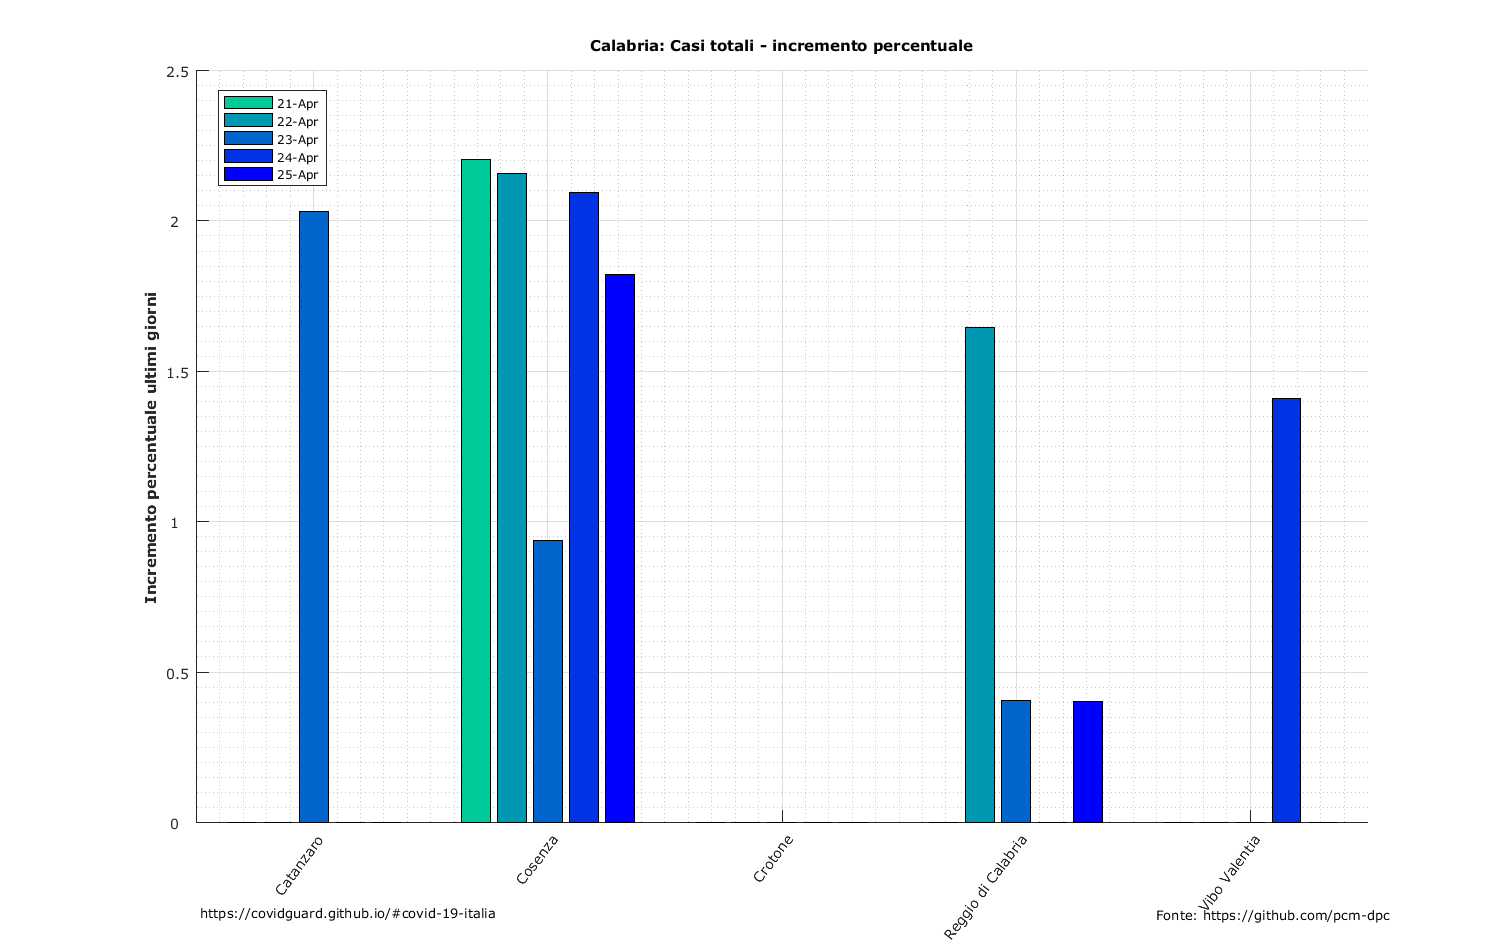 Calabria: Casi totali - incremento percentuale
2.5
2
1.5
1
0.5
0
Incremento percentuale ultimi giorni
21-Apr
22-Apr
23-Apr
24-Apr
25-Apr
Catanzaro
Cosenza
Crotone
Reggio di Calabria
Vibo Valentia
https://covidguard.github.io/#covid-19-italia
Fonte: https://github.com/pcm-dpc